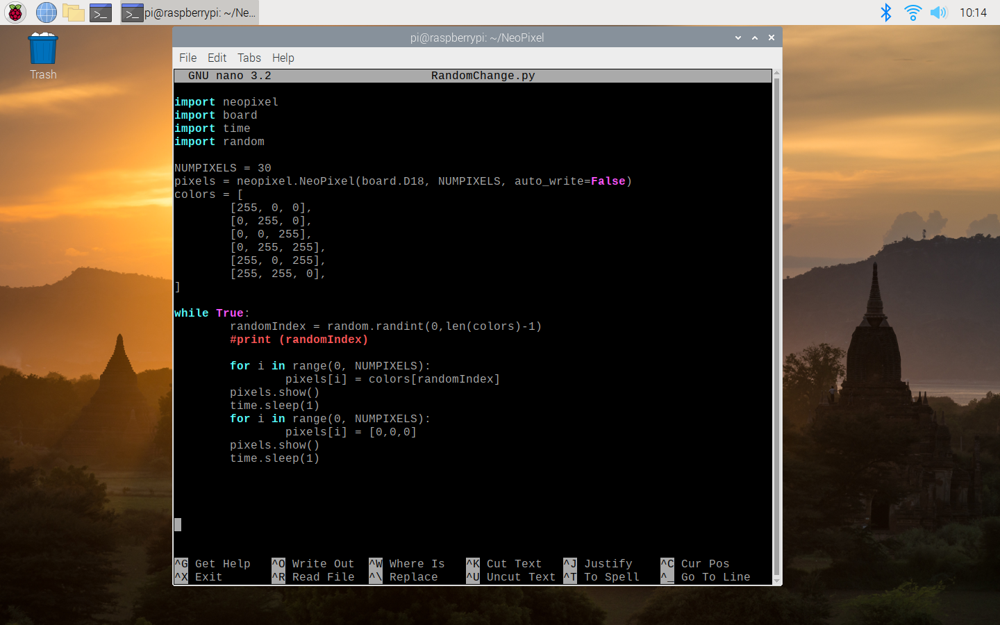 pi@raspberrypi: ~/Ne...
10:14
Trash
pi@raspberrypi: ~/NeoPixel
File Edit Tabs Help
GNU nano 3.2 RandomChange.py
import neopixel
import board
import time
import random
NUMPIXELS = 30
pixels = neopixel.NeoPixel(board.D18, NUMPIXELS, auto_write=False)
colors = [
[255, 0, 0],
[0, 255, 0],
[0, 0, 255],
[0, 255, 255],
[255, 0, 255],
[255, 255, 0],
]
while True:
randomIndex = random.randint(0,len(colors)-1)
#print (randomIndex)
for i in range(0, NUMPIXELS):
pixels[i] = colors[randomIndex]
pixels.show()
time.sleep(1)
for i in range(0, NUMPIXELS):
pixels[i] = [0,0,0]
pixels.show()
time.sleep(1)
^G Get Help ^O Write Out ^W Where Is ^K Cut Text ^J Justify ^C Cur Pos
^X Exit ^R Read File ^\ Replace ^U Uncut Text ^T To Spell ^_ Go To Line